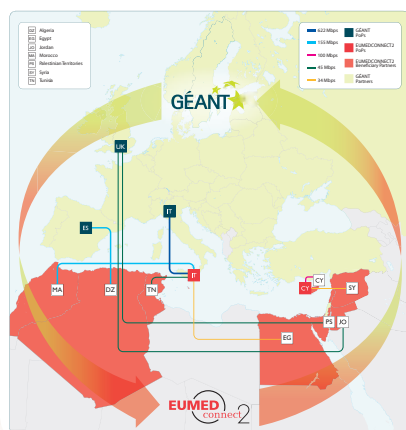 DZ Algeria
EG Egypt
JO Jordan
MA Morocco
PS Palestinian Territories
SY Syria
TN Tunisia
622 Mbps
155 Mbps
100 Mbps
45 Mbps
34 Mbps
GÉANT
PoPs
EUMEDCONNECT2
PoPs
EUMEDCONNECT2
Beneficiary Partners
GÉANT
Partners
GÉANT
UK
IT
ES
IT
CY
CY
SY
MA
DZ
TN
PS
JO
EG
EUMED
connect2